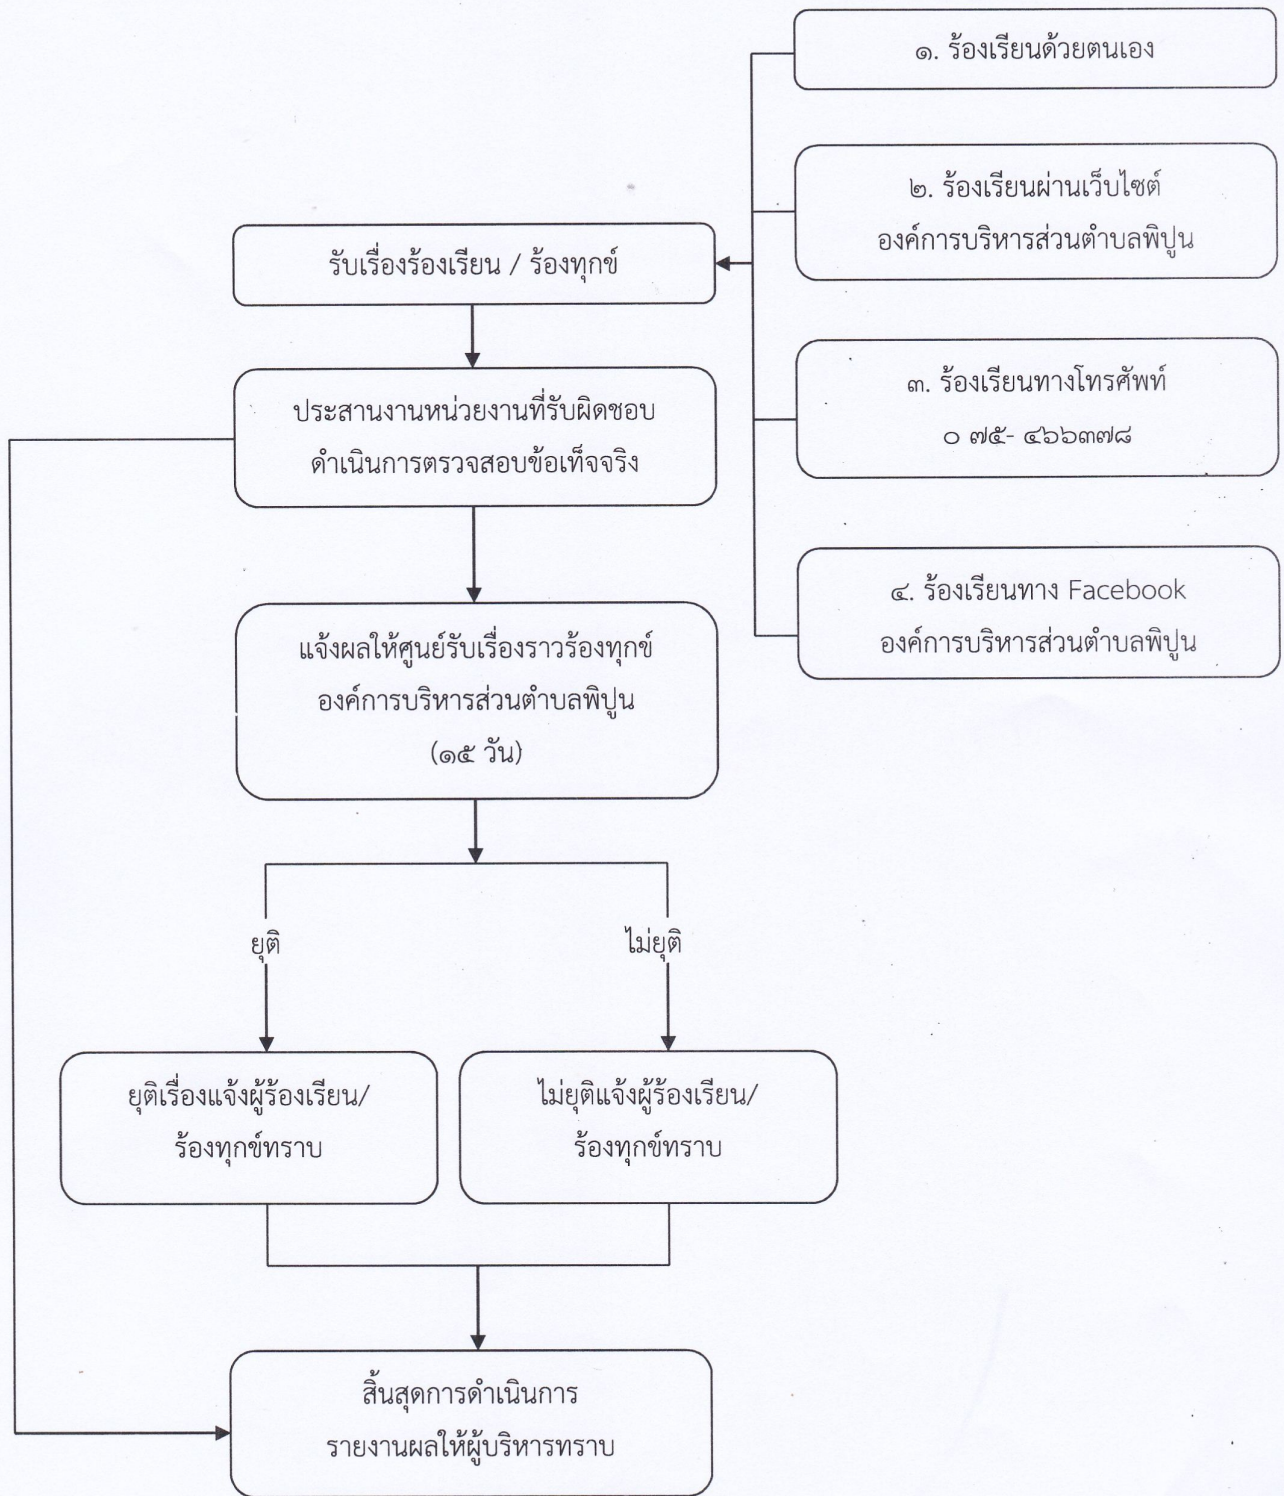 ๑. ร้องเรียนด้วยตนเอง
๒. ร้องเรียนผ่านเว็บไซต์
องค์การบริหารส่วนตำบลพิปูน
๓. ร้องเรียนทางโทรศัพท์
๐ ๗๕- ๔๖๖๓๗๘
๔. ร้องเรียนทาง Facebook
องค์การบริหารส่วนตำบลพิปูน
รับเรื่องร้องเรียน / ร้องทุกข์
ประสานงานหน่วยงานที่รับผิดชอบ
ดำเนินการตรวจสอบข้อเท็จจริง
แจ้งผลให้ศูนย์รับเรื่องราวร้องทุกข์
องค์การบริหารส่วนตำบลพิปูน
(๑๕ วัน)
ยุติ
ไม่ยุติ
ยุติเรื่องแจ้งผู้ร้องเรียน/
ร้องทุกข์ทราบ
ไม่ยุติแจ้งผู้ร้องเรียน/
ร้องทุกข์ทราบ
สิ้นสุดการดำเนินการ
รายงานผลให้ผู้บริหารทราบ